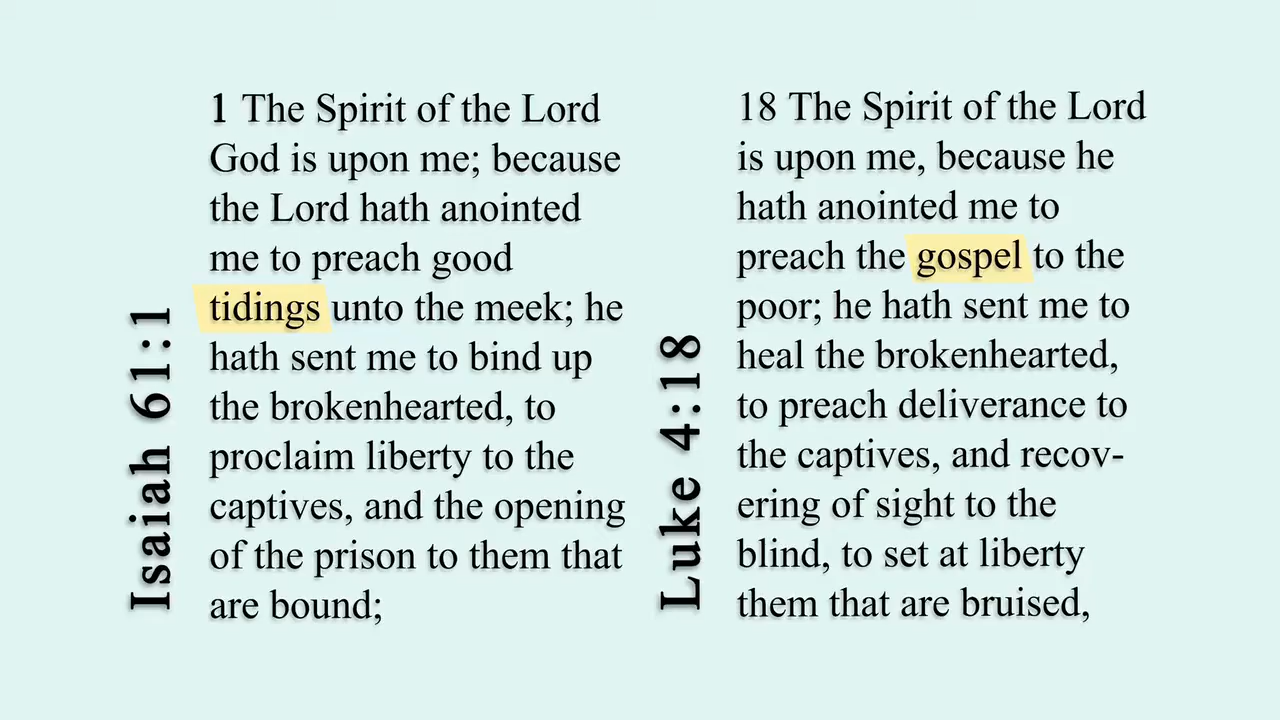 Isaiah 61:1
1 The Spirit of the Lord
God is upon me; because
the Lord hath anointed
me to preach good
tidings unto the meek; he
hath sent me to bind up
the brokenhearted, to
proclaim liberty to the
captives, and the opening
of the prison to them that
are bound;
Luke 4:18
18 The Spirit of the Lord
is upon me, because he
hath anointed me to
preach the gospel to the
poor; he hath sent me to
heal the brokenhearted,
to preach deliverance to
the captives, and recov-
ering of sight to the
blind, to set at liberty
them that are bruised,